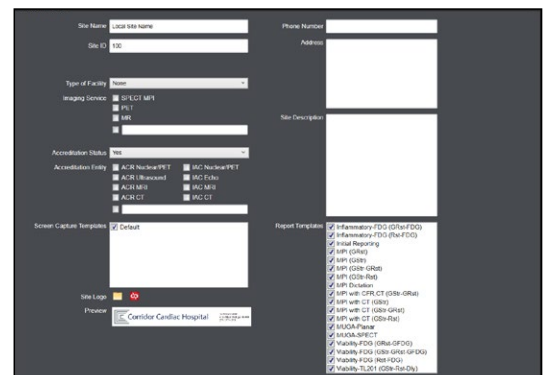 Site Name Local Site Name
Site ID 100
Type of Facility None
Imaging Service SPECT MPI
PET
MR
Accreditation Status Yes
Accreditation Entity ACR Nuclear/PET IAC Nuclear/PET
ACR Ultrasound IAC Echo
ACR MRI IAC MRI
ACR CT IAC CT
Screen Capture Templates Default
Site Logo
Preview Corridor Cardiac Hospital
Phone Number
Address
Site Description
Report Templates Inflammatory-FDG (GRst-FDG)
Inflammatory-FDG (Rst-FDG)
Initial Reporting
MPI (GRst)
MPI (GStr)
MPI (GStr-GRst)
MPI (GStr-Rst)
MPI Dictation
MPI with CFR,CT (GStr-GRst)
MPI with CT (GStr)
MPI with CT (GStr-GRst)
MPI with CT (GStr-Rst)
MUGA-Planar
MUGA-SPECT
Viability-FDG (GRst-GFDG)
Viability-FDG (GStr-GRst-GFDG)
Viability-FDG (Rst-FDG)
Viability-TL201 (GStr-Rst-Dly)